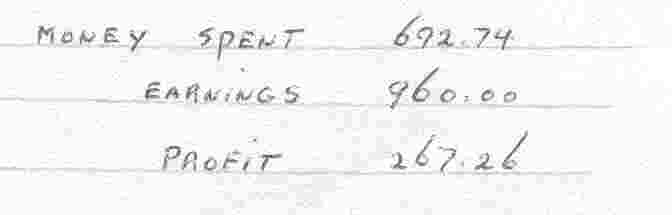 MONEY SPENT 692.74
EARNINGS 960.00
PROFIT 267.26